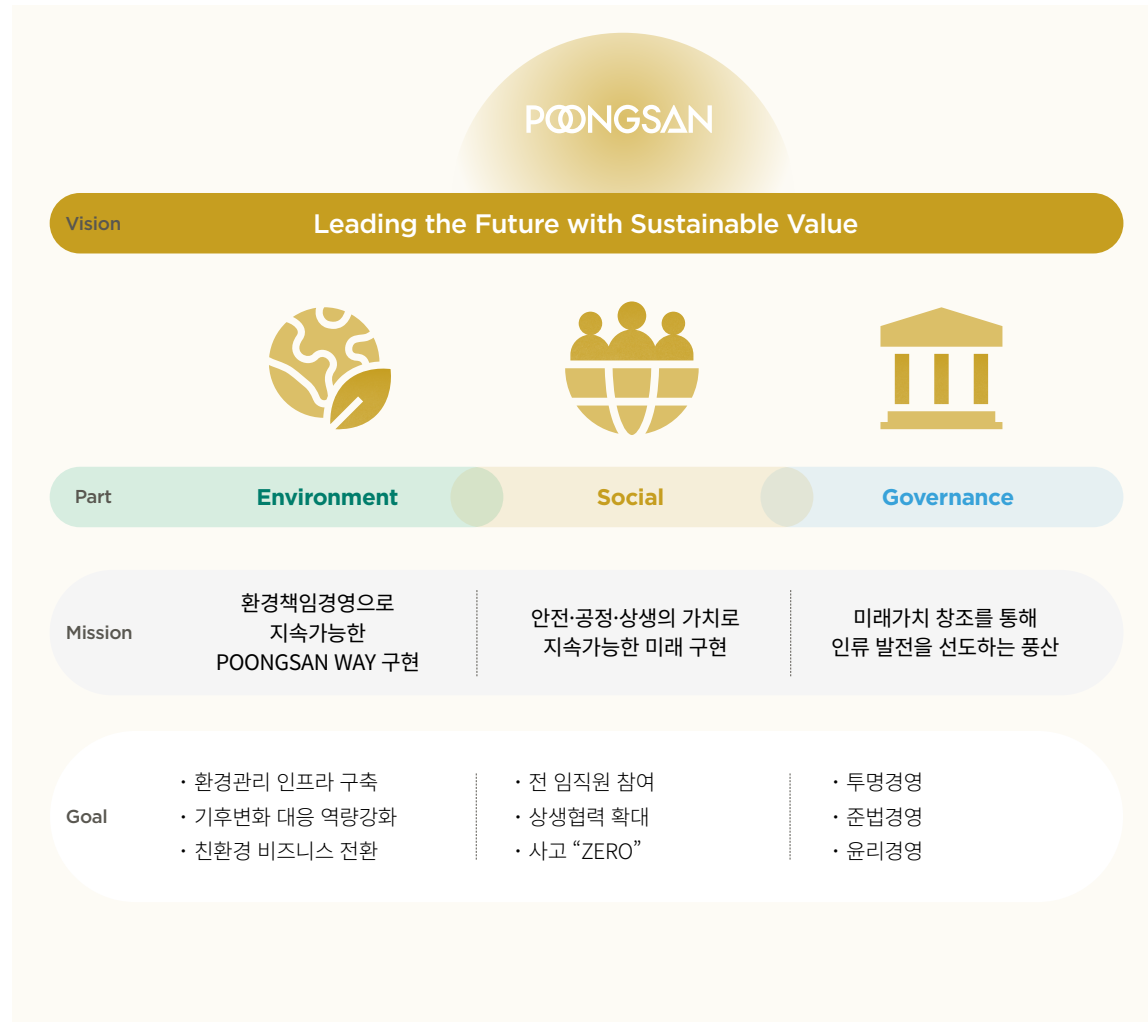 POONGSAN
Vision
Leading the Future with Sustainable Value
Part
Environment
Social
Governance
Mission
환경책임경영으로
지속가능한
POONGSAN WAY 구현
안전·공정·상생의 가치로
지속가능한 미래 구현
미래가치 창조를 통해
인류 발전을 선도하는 풍산
Goal
· 환경관리 인프라 구축
· 기후변화 대응 역량강화
· 친환경 비즈니스 전환
· 전 임직원 참여
· 상생협력 확대
· 사고 “ZERO”
· 투명경영
· 준법경영
· 윤리경영